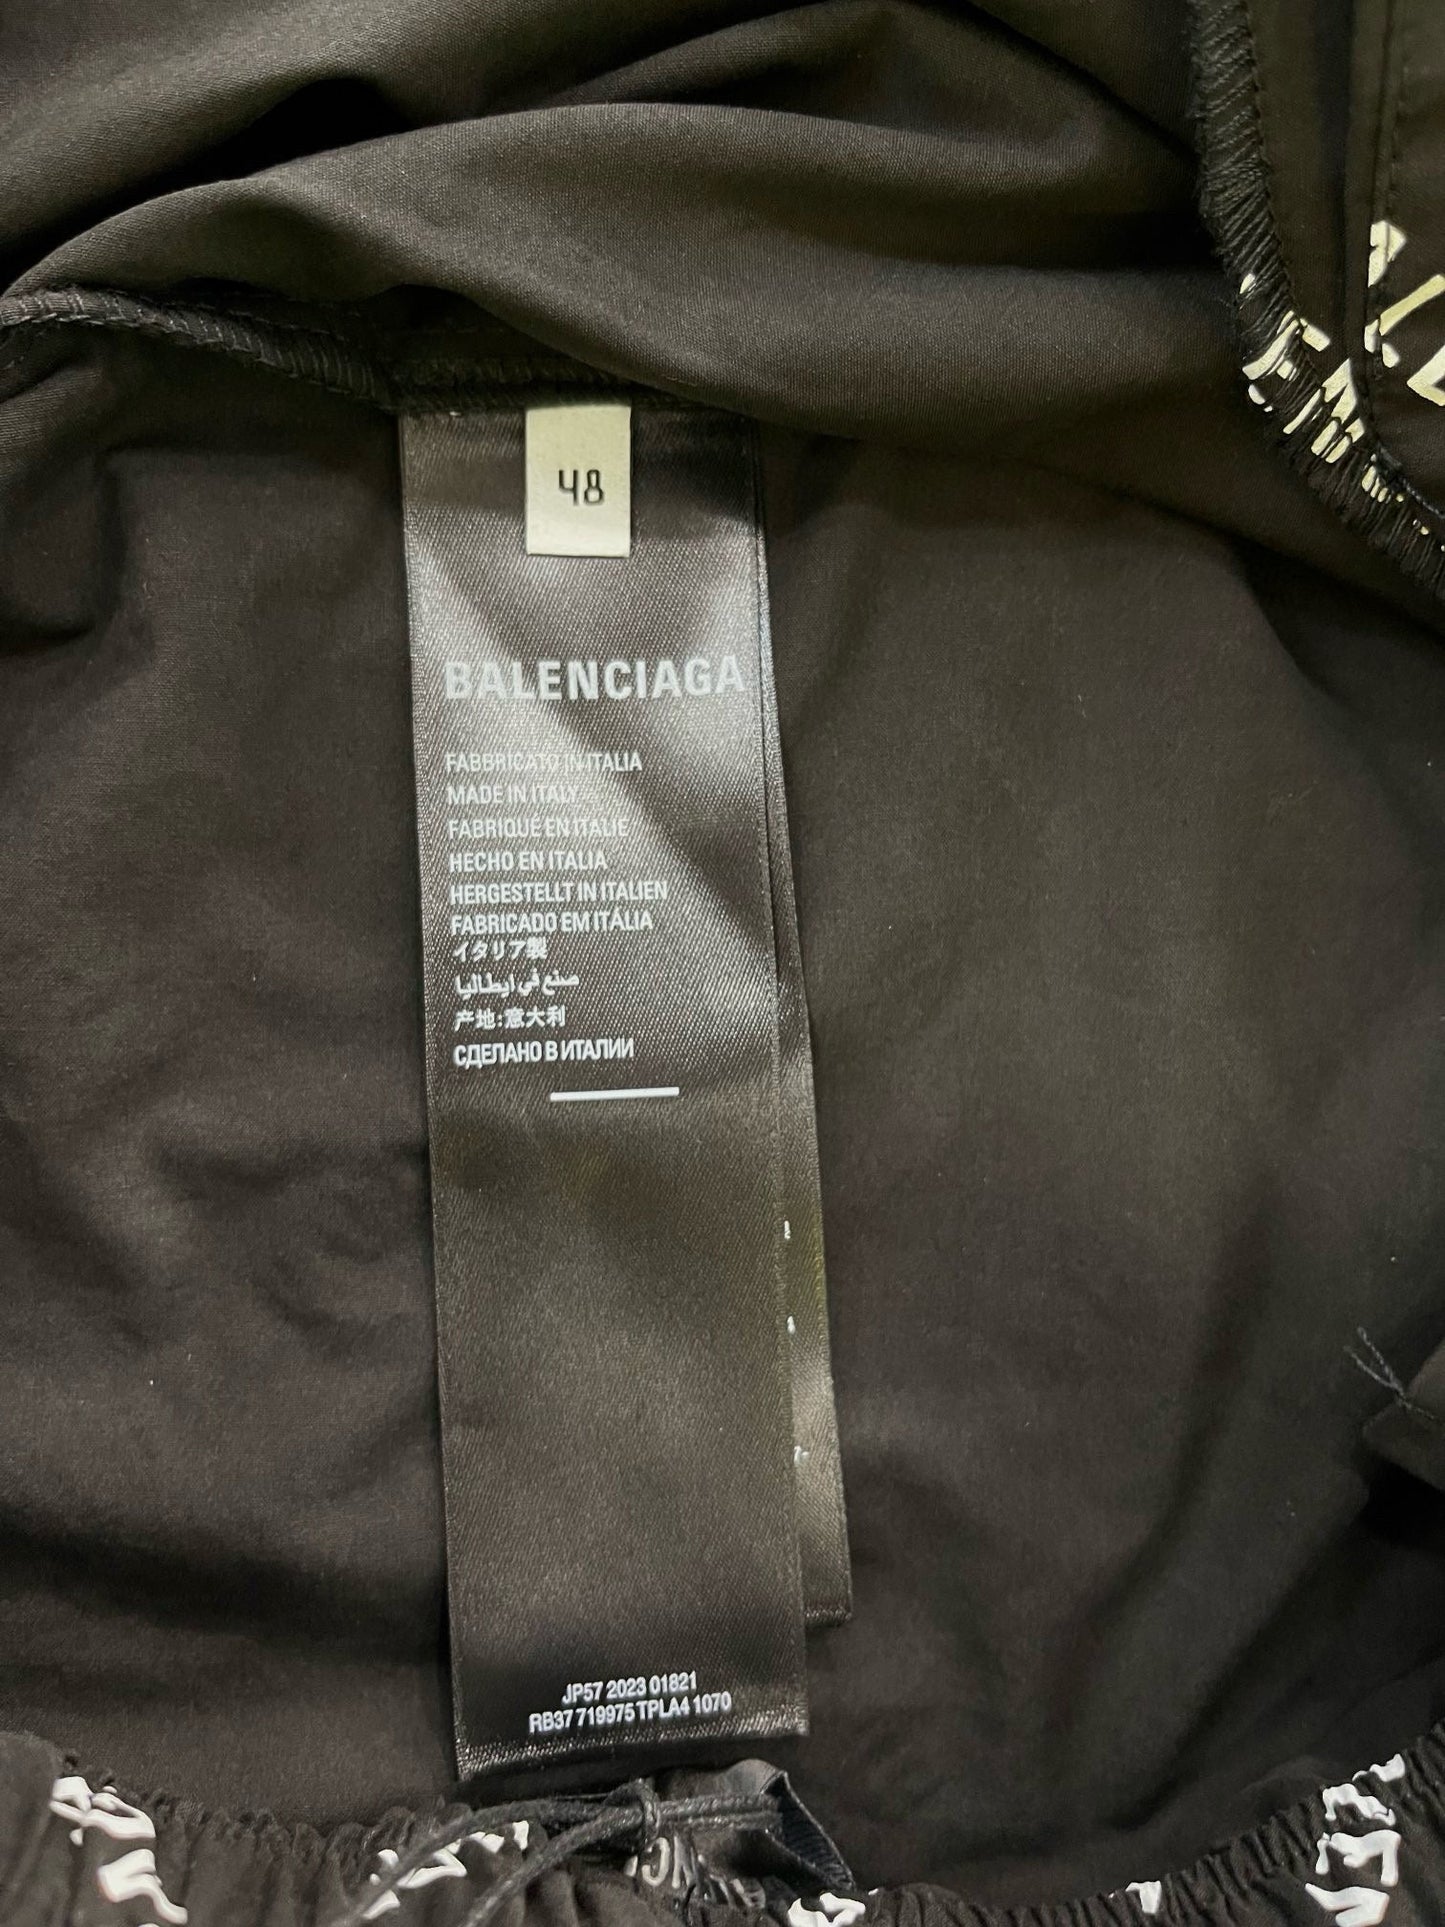 48
BALENCIAGA
FABBRICATO IN ITALIA
MADE IN ITALY
FABRIQUÉ EN ITALIE
HECHO EN ITALIA
HERGESTELLT IN ITALIEN
FABRICADO EM ITÁLIA
イタリア製
صنع في إيطاليا
产地:意大利
СДЕЛАНО В ИТАЛИИ
JP57 2023 01821
RB37 719975 TPLA4 1070